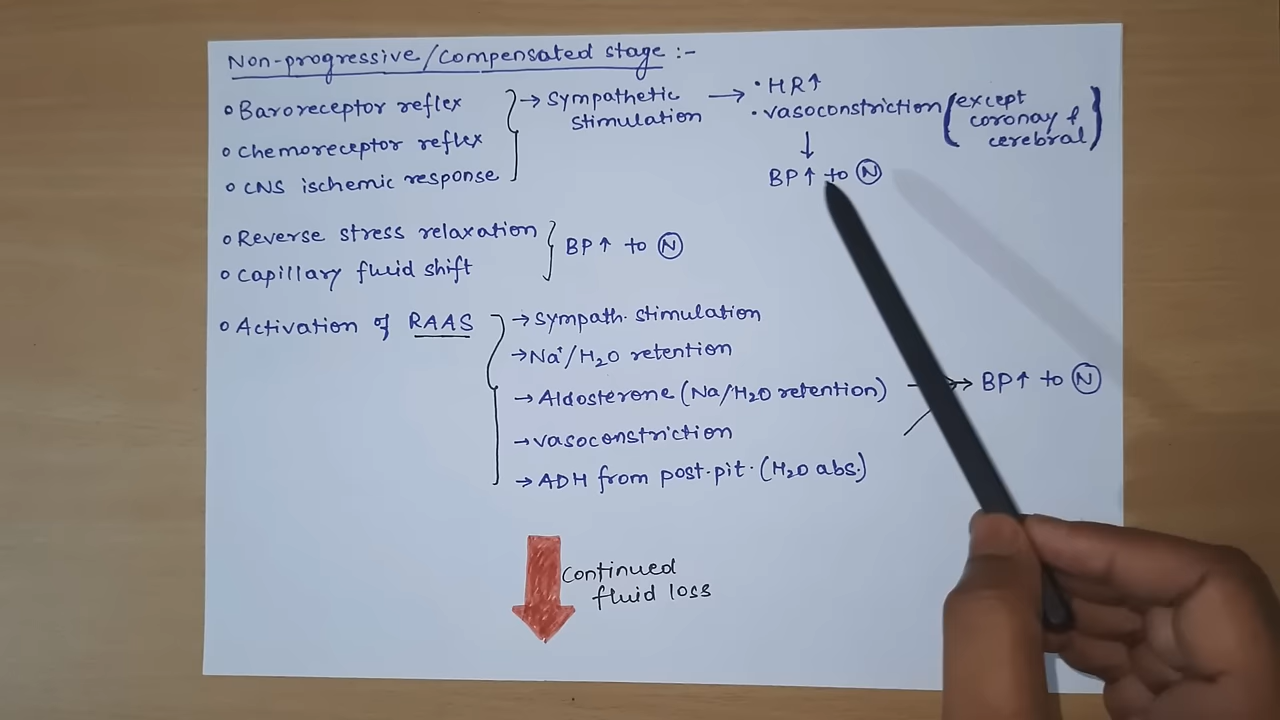 Non-progressive/Compensated stage :-
• Baroreceptor reflex
• Chemoreceptor reflex
• CNS ischemic response
→ Sympathetic stimulation → • HR↑
• Vasoconstriction (except coronay & cerebral)
↓
BP↑ to Ⓝ
• Reverse stress relaxation
• Capillary fluid shift
BP↑ to Ⓝ
• Activation of RAAS
→ Sympath. stimulation
→ Na⁺/H2O retention
→ Aldosterone (Na/H2O retention)
→ Vasoconstriction
→ ADH from post.pit. (H2O abs.)
→ BP↑ to Ⓝ
Continued
fluid loss